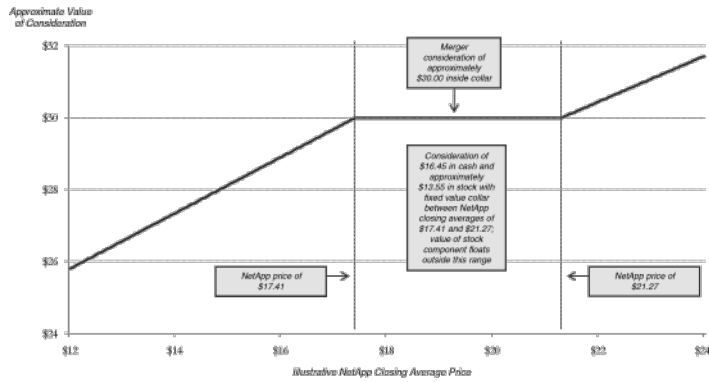 Approximate Value
of Consideration
$32
$30
$28
$26
$24
Merger
consideration of
approximately
$30.00 inside collar
Consideration of
$16.45 in cash and
approximately
$13.55 in stock with
fixed value collar
between NetApp
closing averages of
$17.41 and $21.27;
value of stock
component floats
outside this range
NetApp price of
$17.41
NetApp price of
$21.27
$12
$14
$16
$18
$20
$22
$24
Illustrative NetApp Closing Average Price